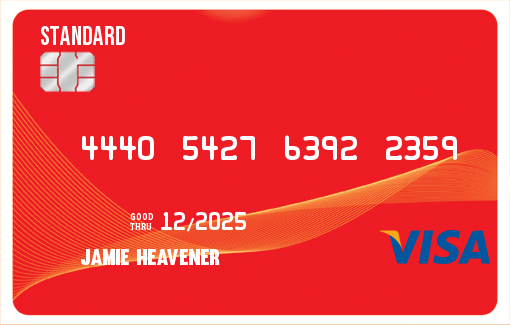 STANDARD
4440 5427 6392 2359
GOOD THRU 12/2025
JAMIE HEAVENER
VISA